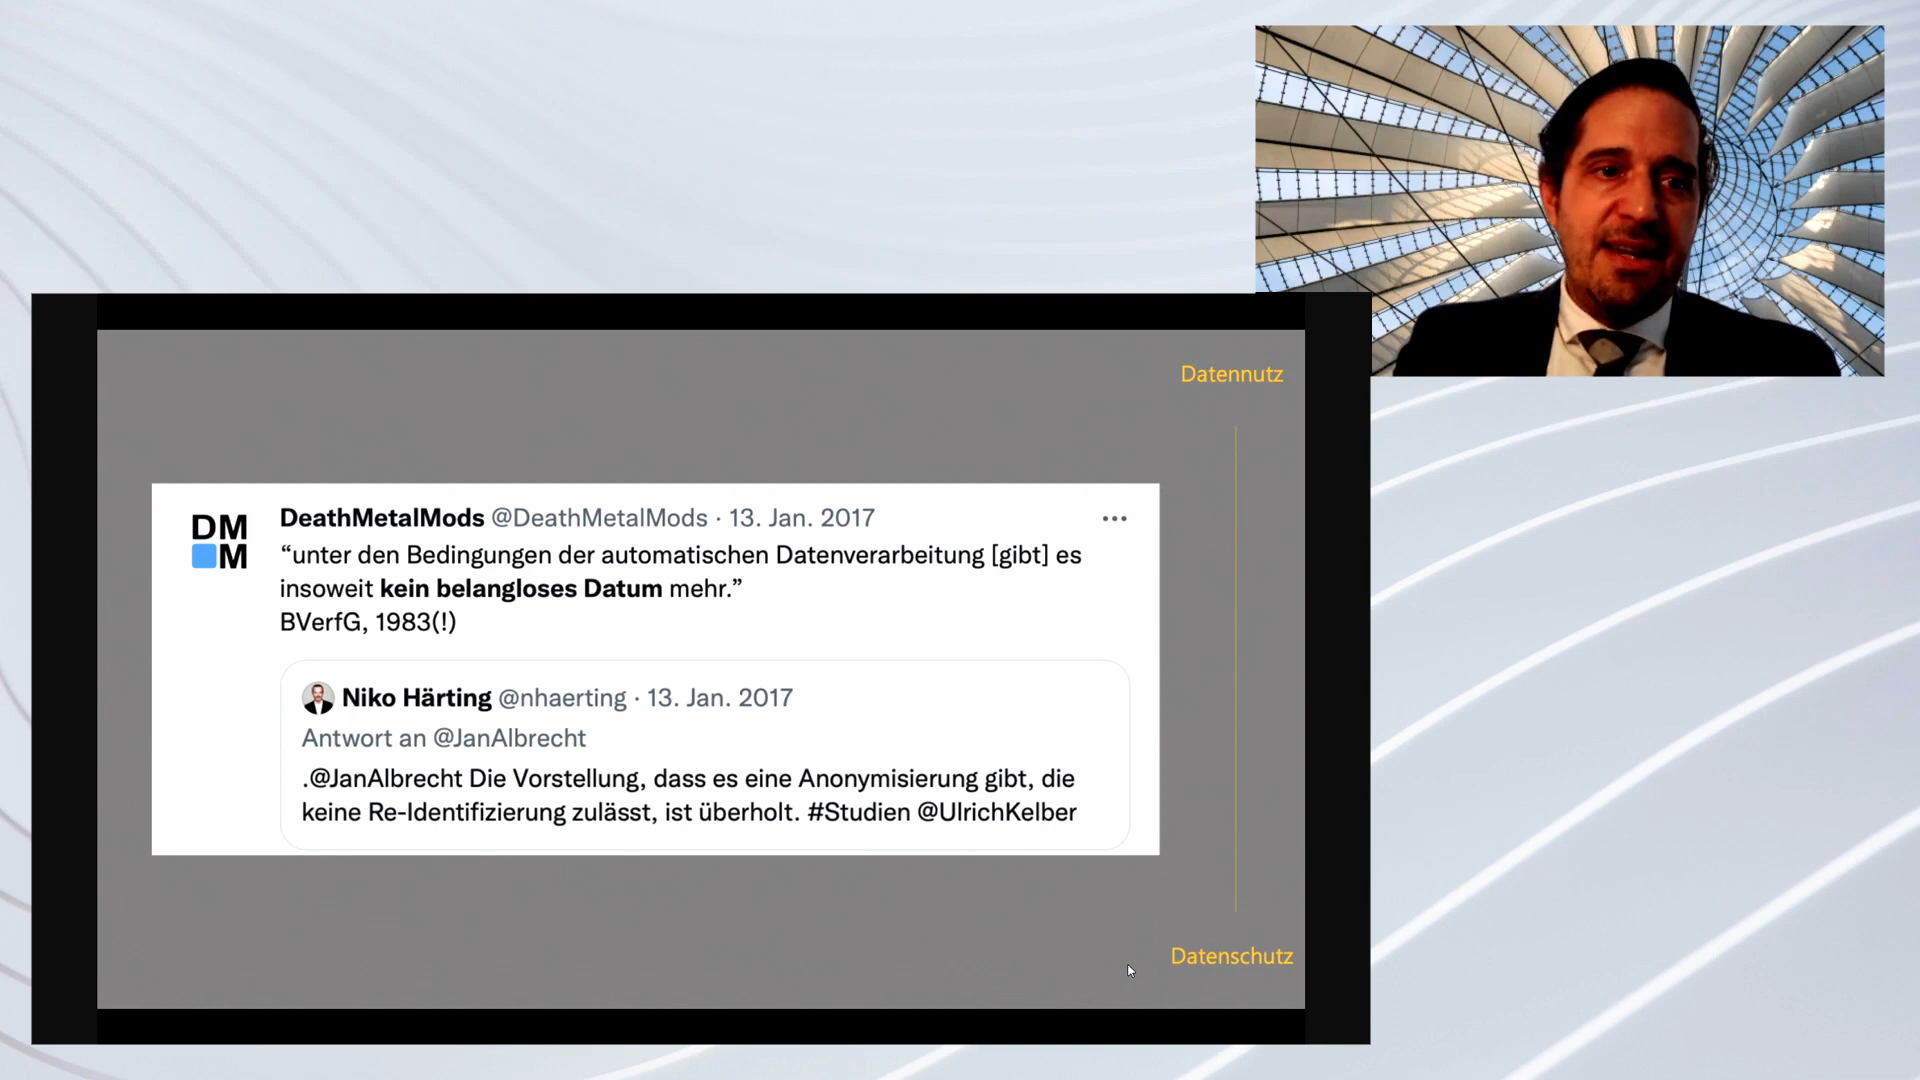 Datennutz
DM
M
DeathMetalMods @DeathMetalMods · 13. Jan. 2017
“unter den Bedingungen der automatischen Datenverarbeitung [gibt] es
insoweit kein belangloses Datum mehr.”
BVerfG, 1983(!)
Niko Härting @nhaerting · 13. Jan. 2017
Antwort an @JanAlbrecht
.@JanAlbrecht Die Vorstellung, dass es eine Anonymisierung gibt, die
keine Re-Identifizierung zulässt, ist überholt. #Studien @UlrichKelber
Datenschutz